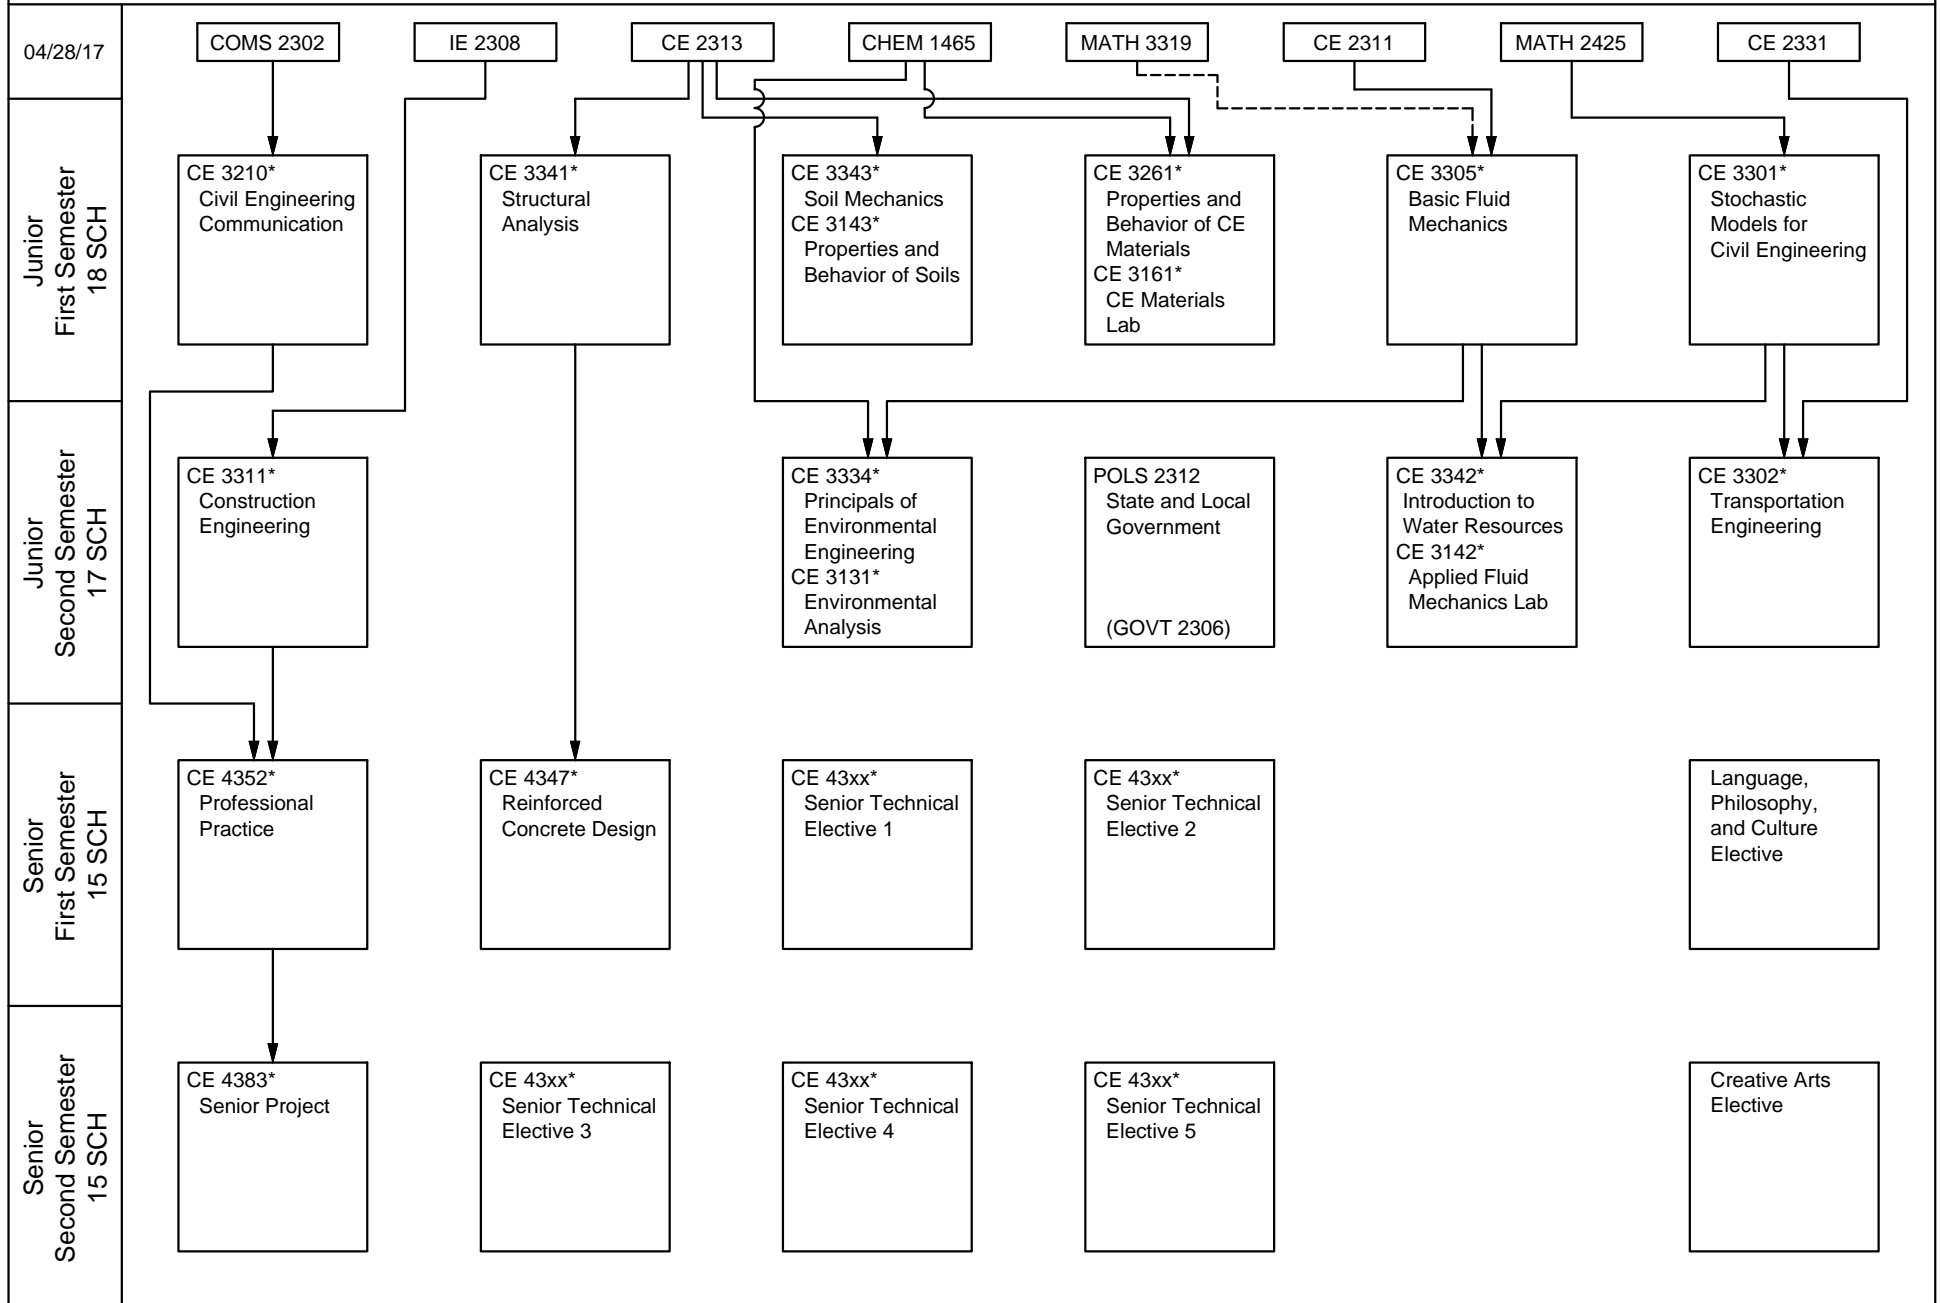 04/28/17
COMS 2302
IE 2308
CE 2313
CHEM 1465
MATH 3319
CE 2311
MATH 2425
CE 2331
Junior
First Semester
18 SCH
CE 3210*
Civil Engineering
Communication
CE 3341*
Structural
Analysis
CE 3343*
Soil Mechanics
CE 3143*
Properties and
Behavior of Soils
CE 3261*
Properties and
Behavior of CE
Materials
CE 3161*
CE Materials
Lab
CE 3305*
Basic Fluid
Mechanics
CE 3301*
Stochastic
Models for
Civil Engineering
Junior
Second Semester
17 SCH
CE 3311*
Construction
Engineering
CE 3334*
Principals of
Environmental
Engineering
CE 3131*
Environmental
Analysis
POLS 2312
State and Local
Government
(GOVT 2306)
CE 3342*
Introduction to
Water Resources
CE 3142*
Applied Fluid
Mechanics Lab
CE 3302*
Transportation
Engineering
Senior
First Semester
15 SCH
CE 4352*
Professional
Practice
CE 4347*
Reinforced
Concrete Design
CE 43xx*
Senior Technical
Elective 1
CE 43xx*
Senior Technical
Elective 2
Language,
Philosophy,
and Culture
Elective
Senior
Second Semester
15 SCH
CE 4383*
Senior Project
CE 43xx*
Senior Technical
Elective 3
CE 43xx*
Senior Technical
Elective 4
CE 43xx*
Senior Technical
Elective 5
Creative Arts
Elective